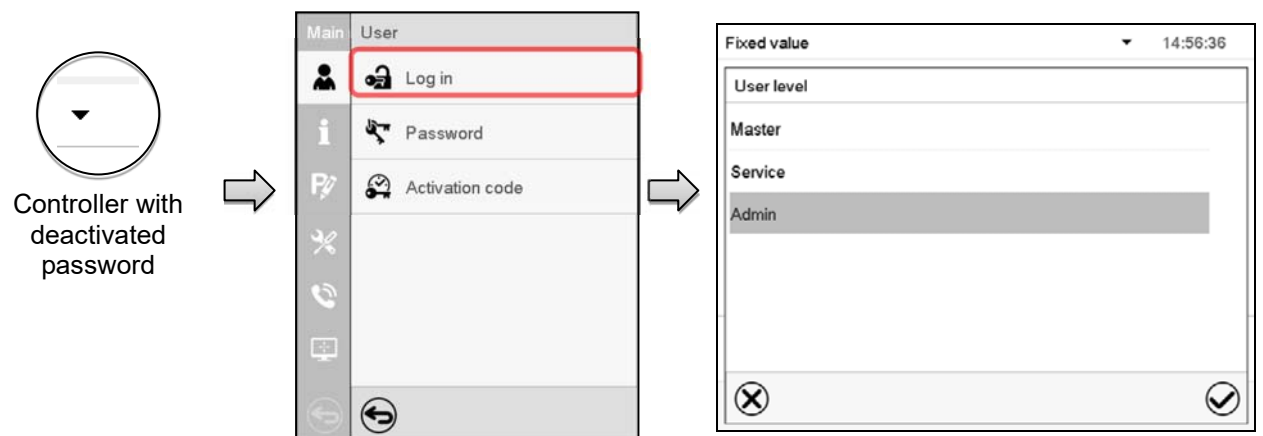 Controller with
deactivated
password
Main
User
Log in
Password
Activation code
Fixed value
14:56:36
User level
Master
Service
Admin